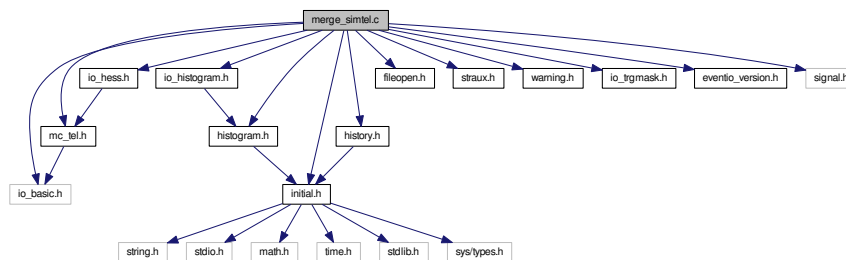 merge_simtel.c
io_hess.h
io_histogram.h
fileopen.h
straux.h
warning.h
io_trgmask.h
eventio_version.h
signal.h
mc_tel.h
histogram.h
history.h
io_basic.h
initial.h
string.h
stdio.h
math.h
time.h
stdlib.h
sys/types.h